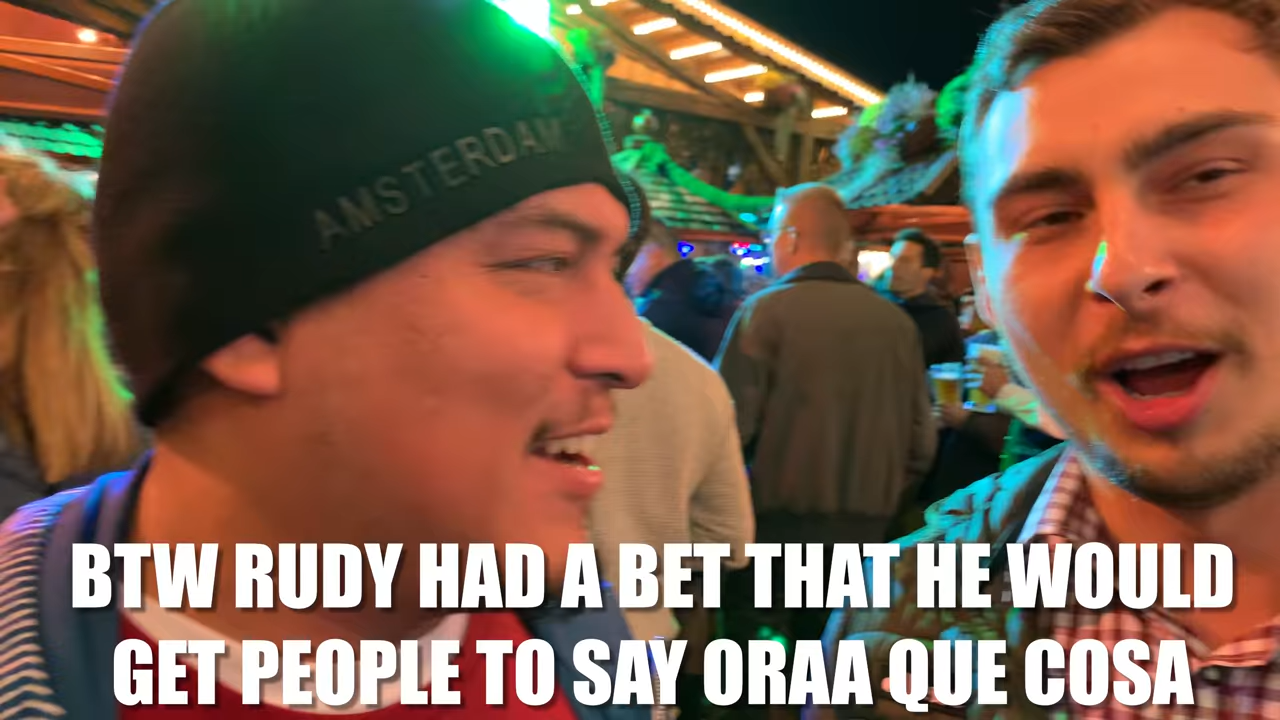 AMSTERDAM
BTW RUDY HAD A BET THAT HE WOULD
GET PEOPLE TO SAY ORAA QUE COSA